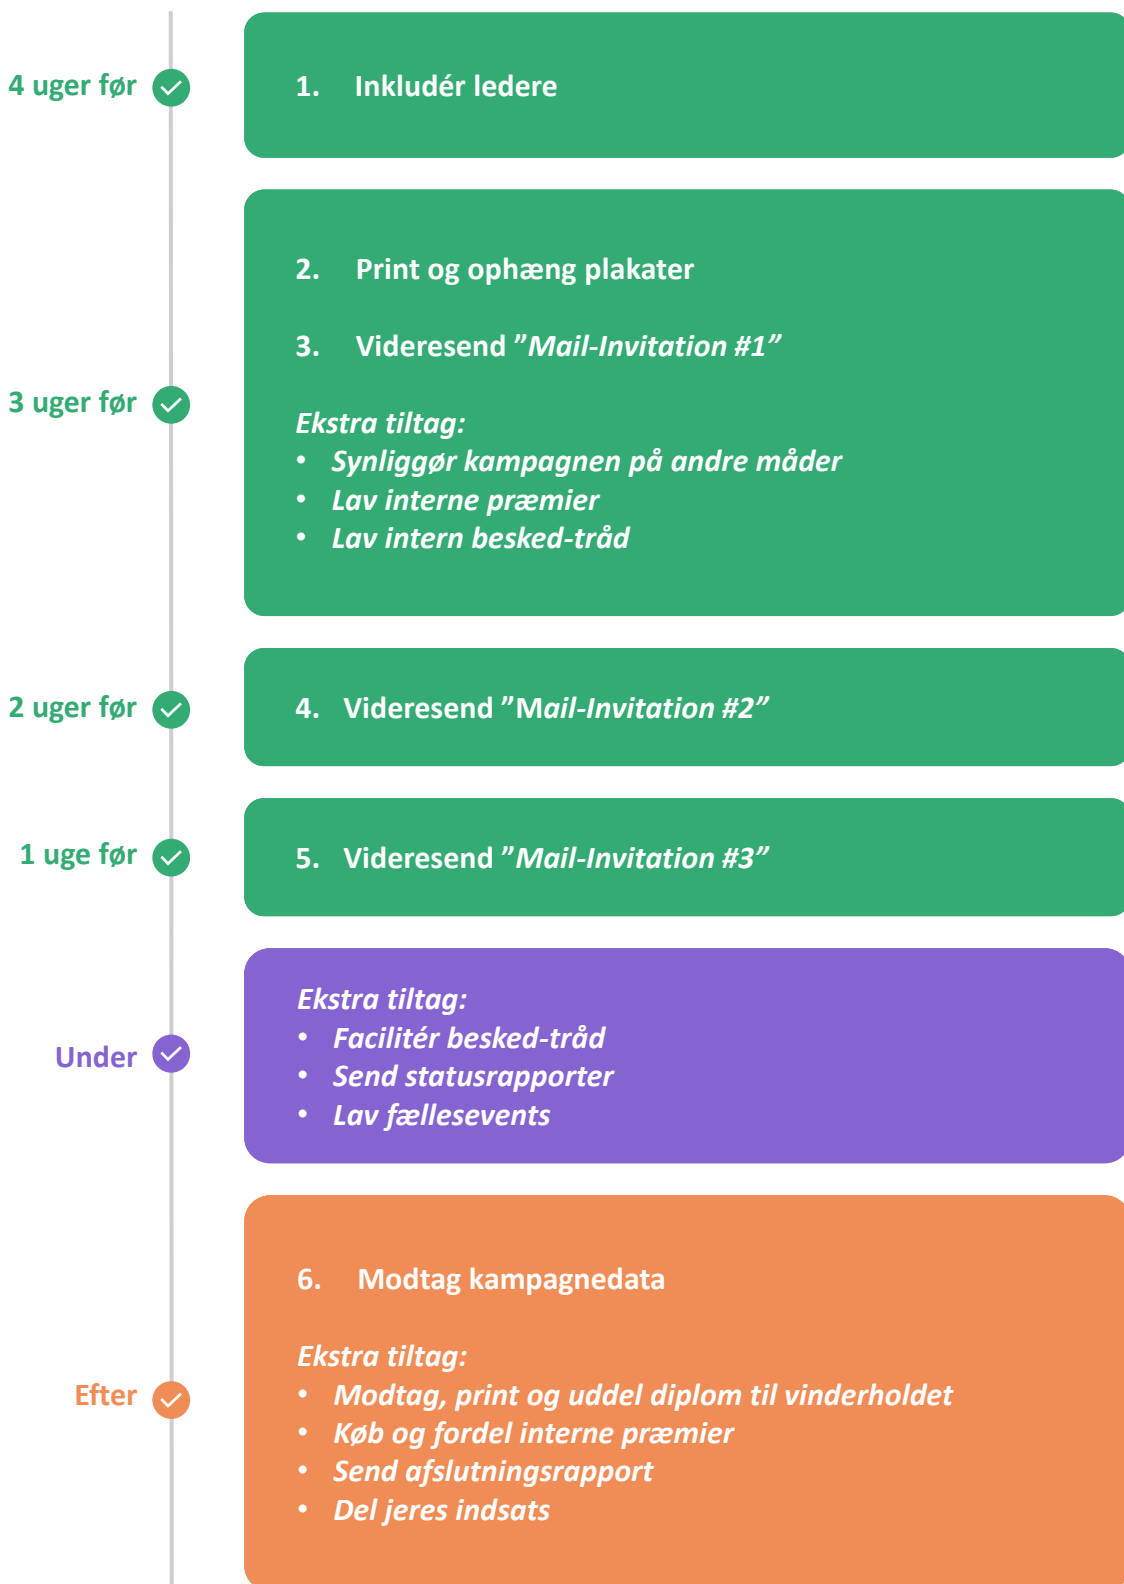 4 uger før
1. Inkludér ledere
3 uger før
2. Print og ophæng plakater
3. Videresend ”Mail-Invitation #1”
Ekstra tiltag:
• Synliggør kampagnen på andre måder
• Lav interne præmier
• Lav intern besked-tråd
2 uger før
4. Videresend ”Mail-Invitation #2”
1 uge før
5. Videresend ”Mail-Invitation #3”
Under
Ekstra tiltag:
• Facilitér besked-tråd
• Send statusrapporter
• Lav fællesevents
Efter
6. Modtag kampagnedata
Ekstra tiltag:
• Modtag, print og uddel diplom til vinderholdet
• Køb og fordel interne præmier
• Send afslutningsrapport
• Del jeres indsats